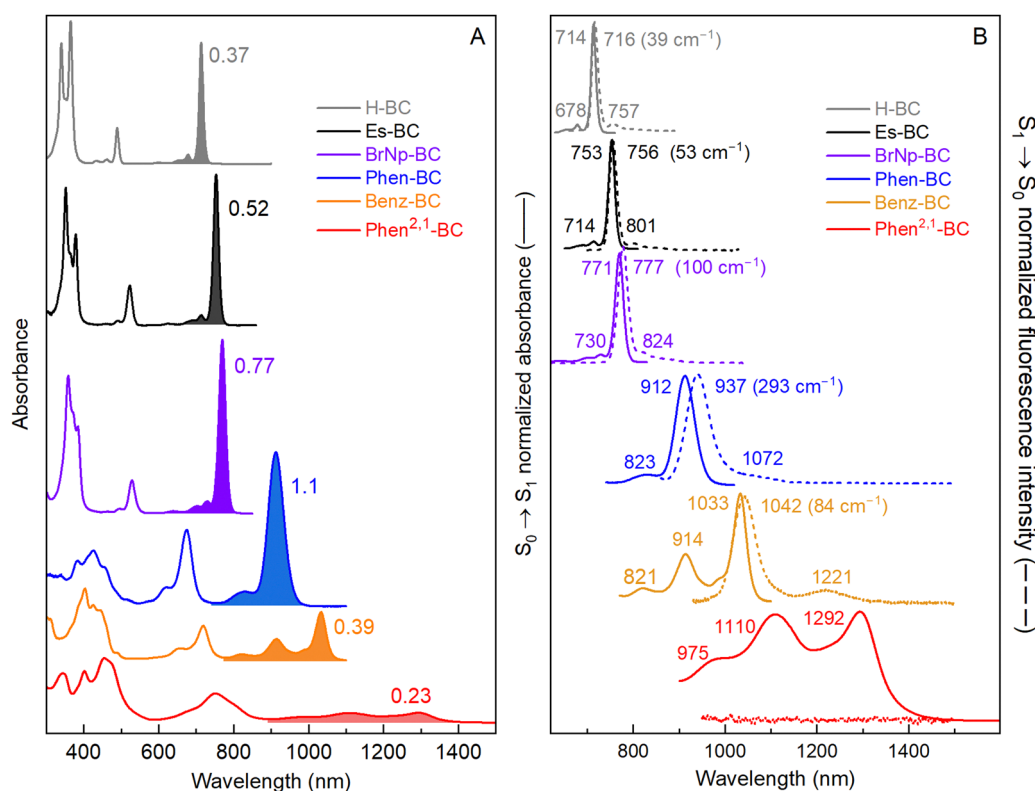 A
0.37
H-BC
Es-BC
BrNp-BC
Phen-BC
Benz-BC
Phen²,¹-BC
0.52
0.77
1.1
0.39
0.23
Absorbance
400 600 800 1000 1200 1400
Wavelength (nm)
B
714 716 (39 cm⁻¹)
678 757
H-BC
Es-BC
BrNp-BC
Phen-BC
Benz-BC
Phen²,¹-BC
753 756 (53 cm⁻¹)
714 801
771 777 (100 cm⁻¹)
730 824
912 937 (293 cm⁻¹)
823 1072
1033 1042 (84 cm⁻¹)
914
821 1221
1110 1292
975
S₀ → S₁ normalized absorbance (——)
S₁ → S₀ normalized fluorescence intensity (– – –)
800 1000 1200 1400
Wavelength (nm)